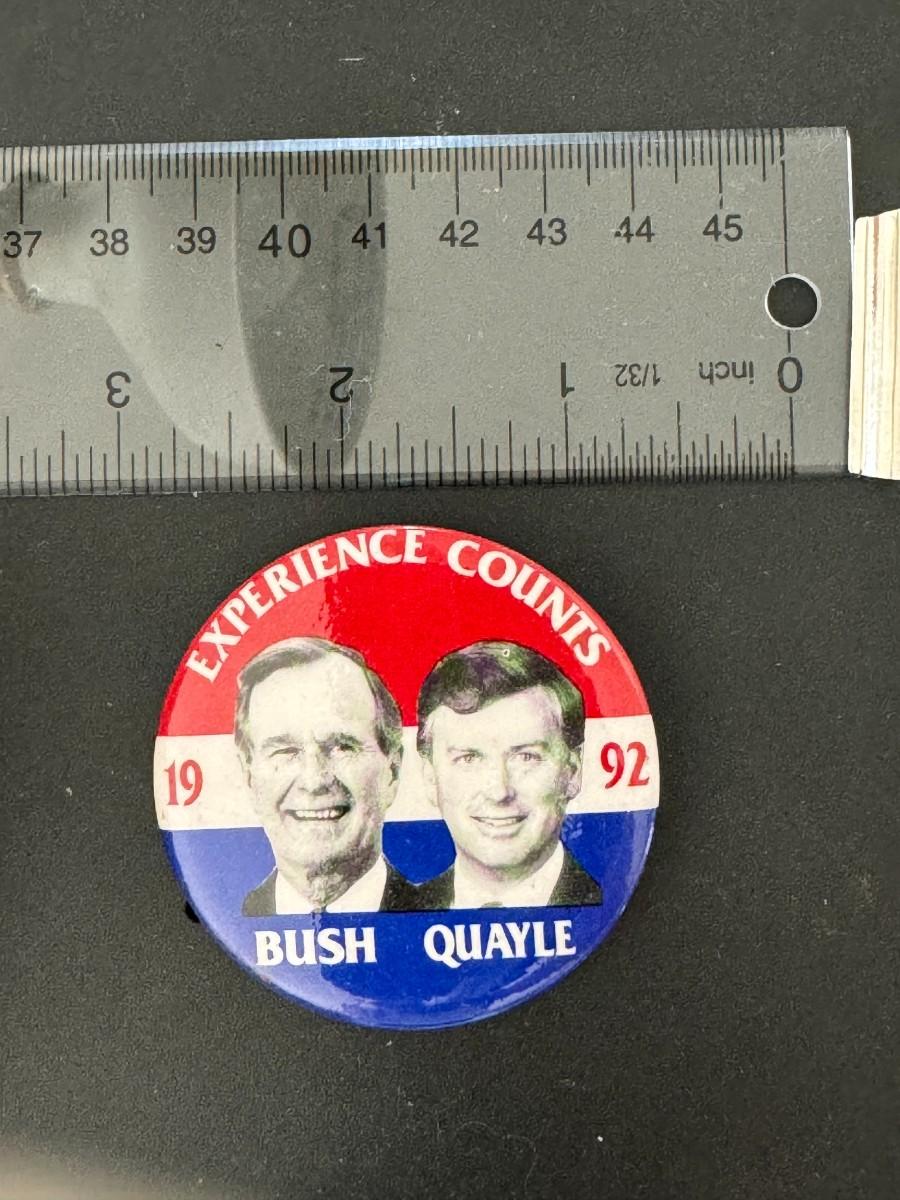 37 38 39 40 41 42 43 44 45
3 2 1 1/32 inch 0
EXPERIENCE COUNTS
19 92
BUSH QUAYLE